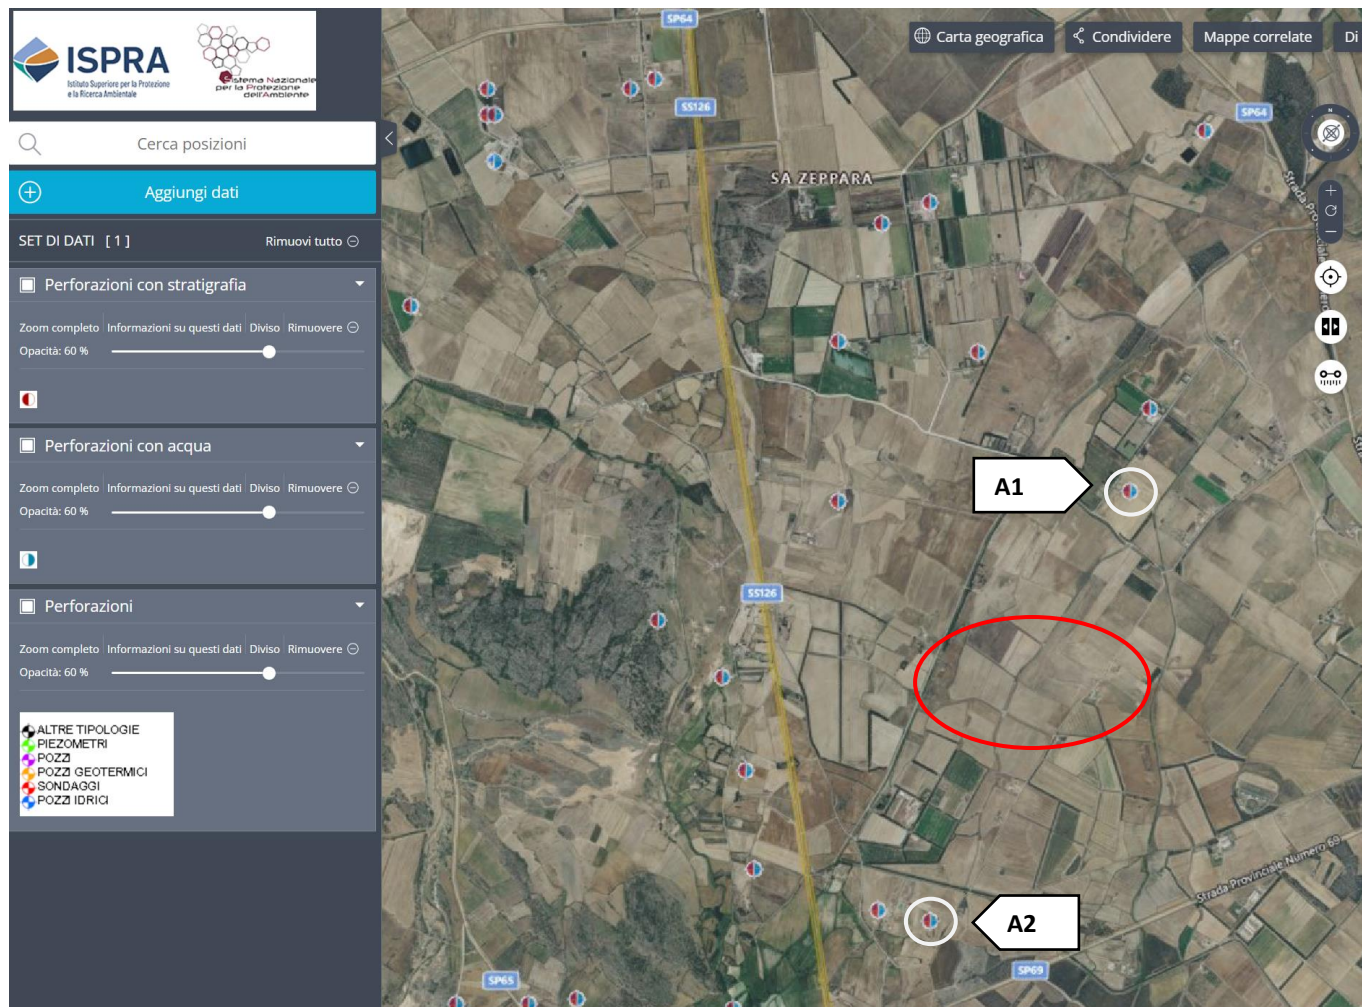 ISPRA
Istituto Superiore per la Protezione
e la Ricerca Ambientale
Sistema Nazionale
per la Protezione
dell'Ambiente
Cerca posizioni
Aggiungi dati
SET DI DATI [ 1 ]
Rimuovi tutto
Perforazioni con stratigrafia
Zoom completo Informazioni su questi dati Diviso Rimuovere
Opacità: 60 %
Perforazioni con acqua
Zoom completo Informazioni su questi dati Diviso Rimuovere
Opacità: 60 %
Perforazioni
Zoom completo Informazioni su questi dati Diviso Rimuovere
Opacità: 60 %
ALTRE TIPOLOGIE
PIEZOMETRI
POZZI
POZZI GEOTERMICI
SONDAGGI
POZZI IDRICI
Carta geografica
Condividere
Mappe correlate
Di
N
SP64
SS126
SP64
SA ZEPPARA
A1
SS126
Strada Provinciale Numero 69
A2
SP69
SP65